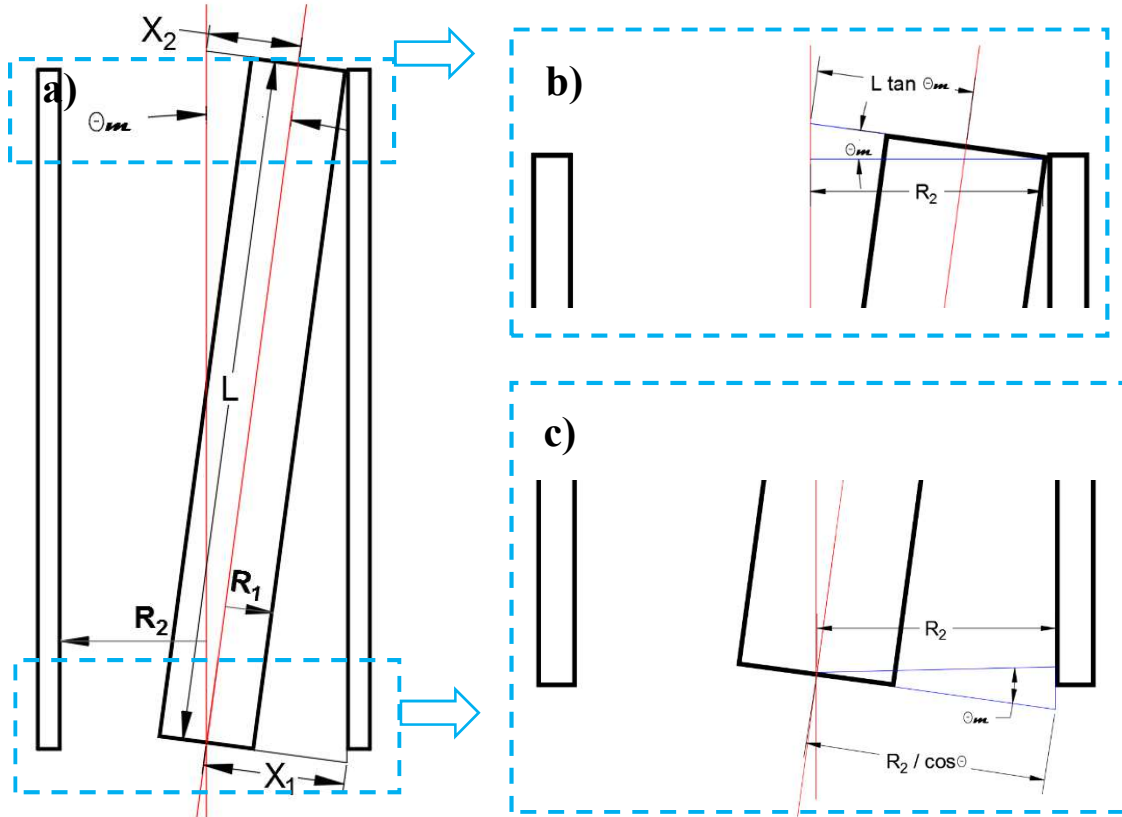 X₂
a)
Θm
L
R₁
R₂
X₁
b)
L tan Θm
Θm
R₂
c)
R₂
Θm
R₂ / cosΘ